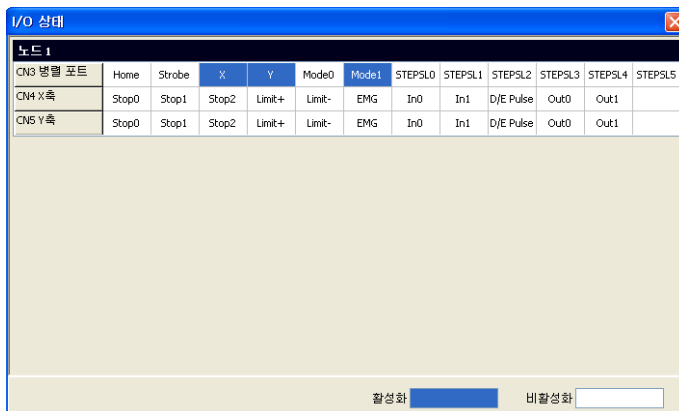 I/O 상태
노드 1
CN3 병렬 포트 Home Strobe X Y Mode0 Mode1 STEPSL0 STEPSL1 STEPSL2 STEPSL3 STEPSL4 STEPSL5
CN4 X축 Stop0 Stop1 Stop2 Limit+ Limit- EMG In0 In1 D/E Pulse Out0 Out1
CN5 Y축 Stop0 Stop1 Stop2 Limit+ Limit- EMG In0 In1 D/E Pulse Out0 Out1
활성화 비활성화